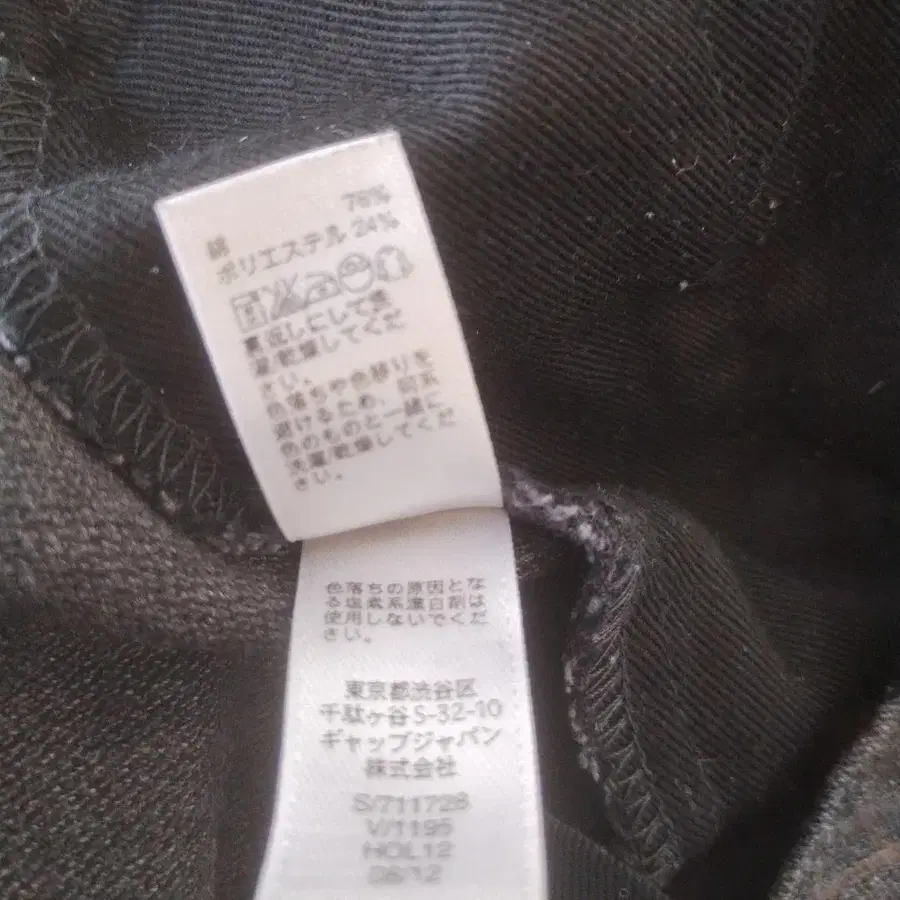 綿 76%
ポリエステル 24%
裏返しにして洗
濯/乾燥してくだ
さい。
色落ちや色移りを
避けるため、同系
色のものと一緒に
洗濯/乾燥してくだ
さい。
色落ちの原因とな
る塩素系漂白剤は
使用しないでくだ
さい。
東京都渋谷区
千駄ヶ谷 5-32-10
ギャップジャパン
株式会社
S/711728
V/1195
HOL12